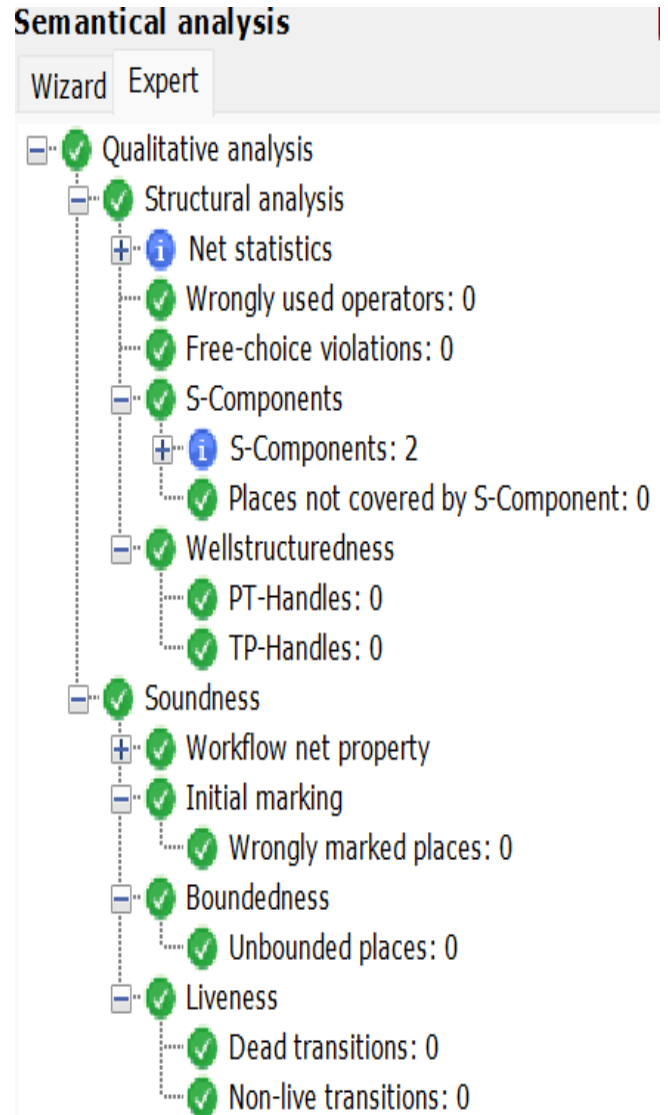 Semantical analysis
Wizard Expert
Qualitative analysis
Structural analysis
Net statistics
Wrongly used operators: 0
Free-choice violations: 0
S-Components
S-Components: 2
Places not covered by S-Component: 0
Wellstructuredness
PT-Handles: 0
TP-Handles: 0
Soundness
Workflow net property
Initial marking
Wrongly marked places: 0
Boundedness
Unbounded places: 0
Liveness
Dead transitions: 0
Non-live transitions: 0